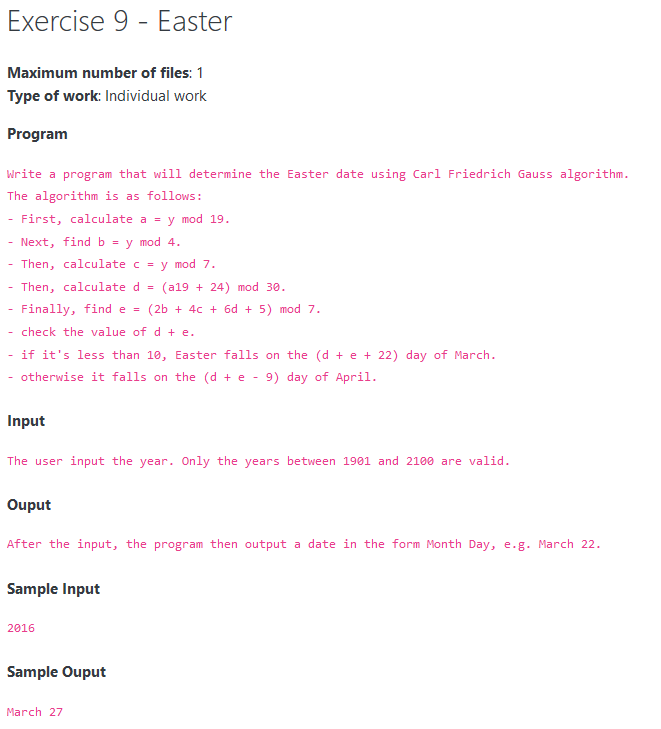 Exercise 9 - Easter
Maximum number of files: 1
Type of work: Individual work
Program
Write a program that will determine the Easter date using Carl Friedrich Gauss algorithm.
The algorithm is as follows:
- First, calculate a = y mod 19.
- Next, find b = y mod 4.
- Then, calculate c = y mod 7.
- Then, calculate d = (a19 + 24) mod 30.
- Finally, find e = (2b + 4c + 6d + 5) mod 7.
- check the value of d + e.
- if it's less than 10, Easter falls on the (d + e + 22) day of March.
- otherwise it falls on the (d + e - 9) day of April.
Input
The user input the year. Only the years between 1901 and 2100 are valid.
Ouput
After the input, the program then output a date in the form Month Day, e.g. March 22.
Sample Input
2016
Sample Ouput
March 27